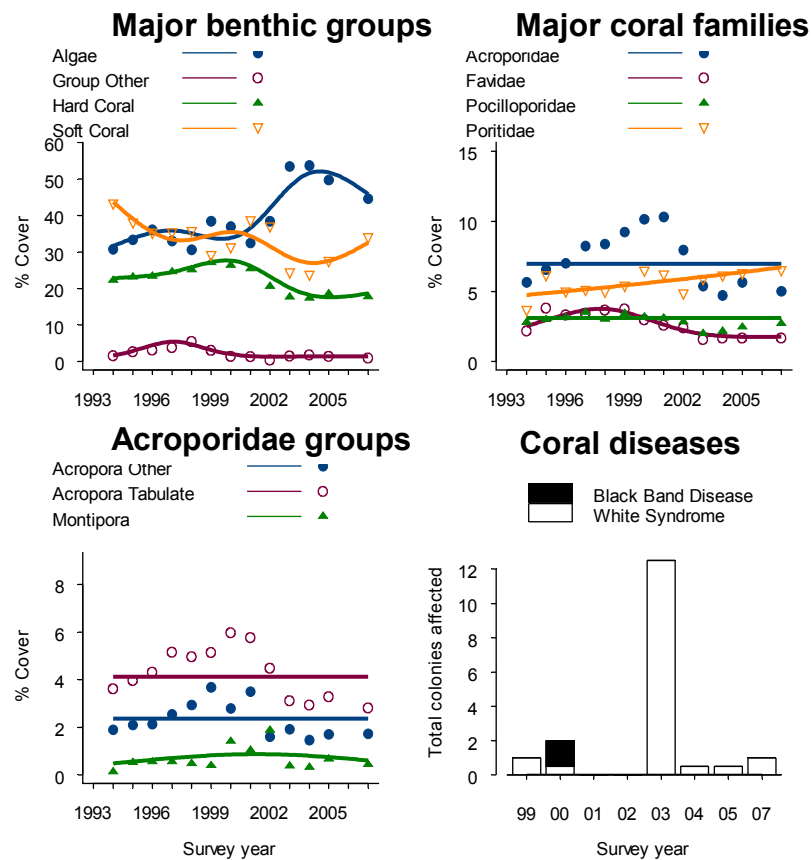 Major benthic groups
Algae
Group Other
Hard Coral
Soft Coral
60
50
40
30
20
10
0
% Cover
1993 1996 1999 2002 2005
Major coral families
Acroporidae
Favidae
Pocilloporidae
Poritidae
15
10
5
0
% Cover
1993 1996 1999 2002 2005
Acroporidae groups
Acropora Other
Acropora Tabulate
Montipora
8
6
4
2
0
% Cover
1993 1996 1999 2002 2005
Survey year
Coral diseases
Black Band Disease
White Syndrome
12
10
8
6
4
2
0
Total colonies affected
99 00 01 02 03 04 05 07
Survey year